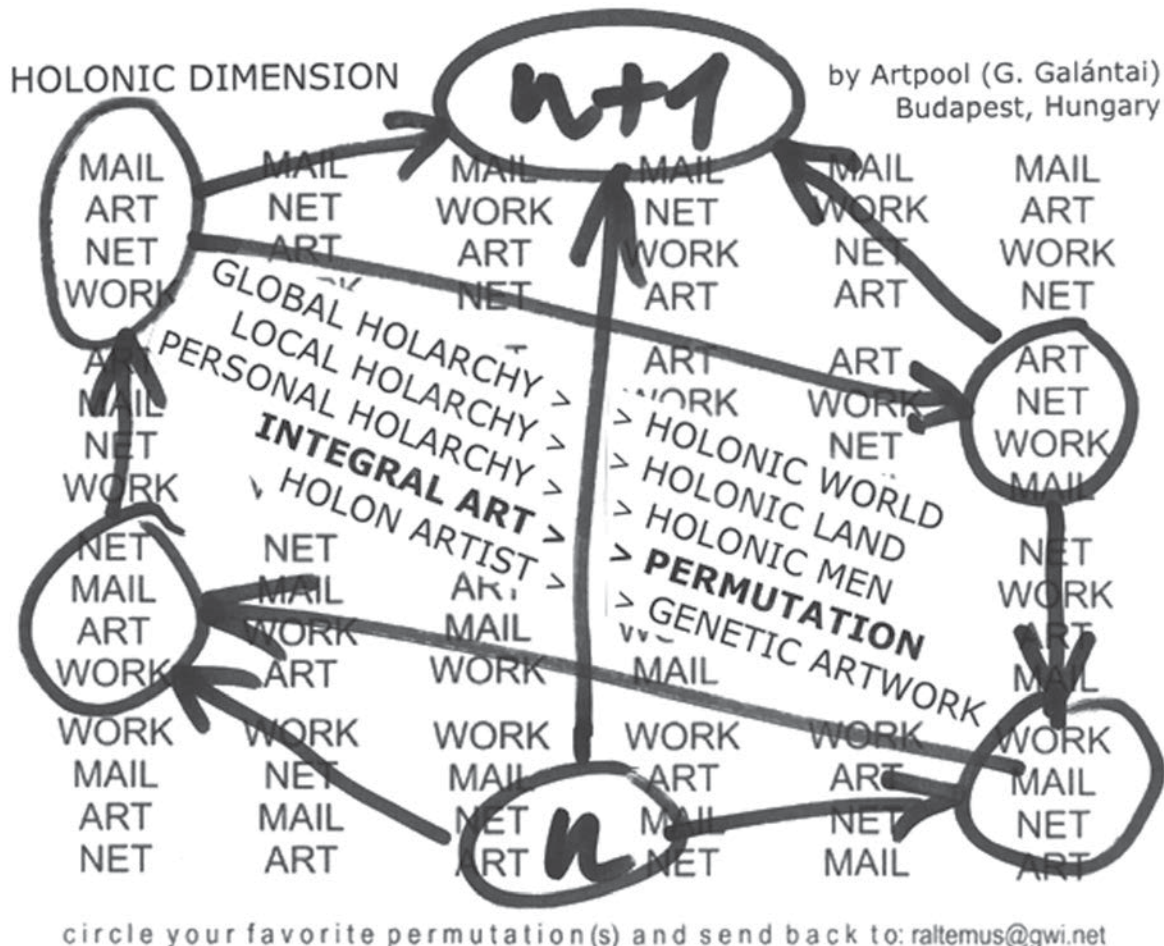 HOLONIC DIMENSION
n+1
by Artpool (G. Galántai)
Budapest, Hungary
MAIL MAIL MAIL MAIL MAIL MAIL
ART NET WORK NET WORK ART
NET ART ART WORK NET WORK
WORK NET ART ART NET
ART ART ART ART
MAIL WORK WORK NET
NET NET WORK
WORK MAIL
GLOBAL HOLARCHY >
LOCAL HOLARCHY >
PERSONAL HOLARCHY >
INTEGRAL ART >
HOLON ARTIST >
> HOLONIC WORLD
> HOLONIC LAND
> HOLONIC MEN
> PERMUTATION
> GENETIC ARTWORK
NET NET NET
MAIL MAIL ART WORK
ART WORK MAIL ART
WORK ART WORK MAIL MAIL
WORK WORK WORK WORK WORK WORK
MAIL NET MAIL ART ART MAIL
ART MAIL NET MAIL NET NET
NET ART ART NET MAIL ART
n
circle your favorite permutation(s) and send back to: raltemus@gwi.net